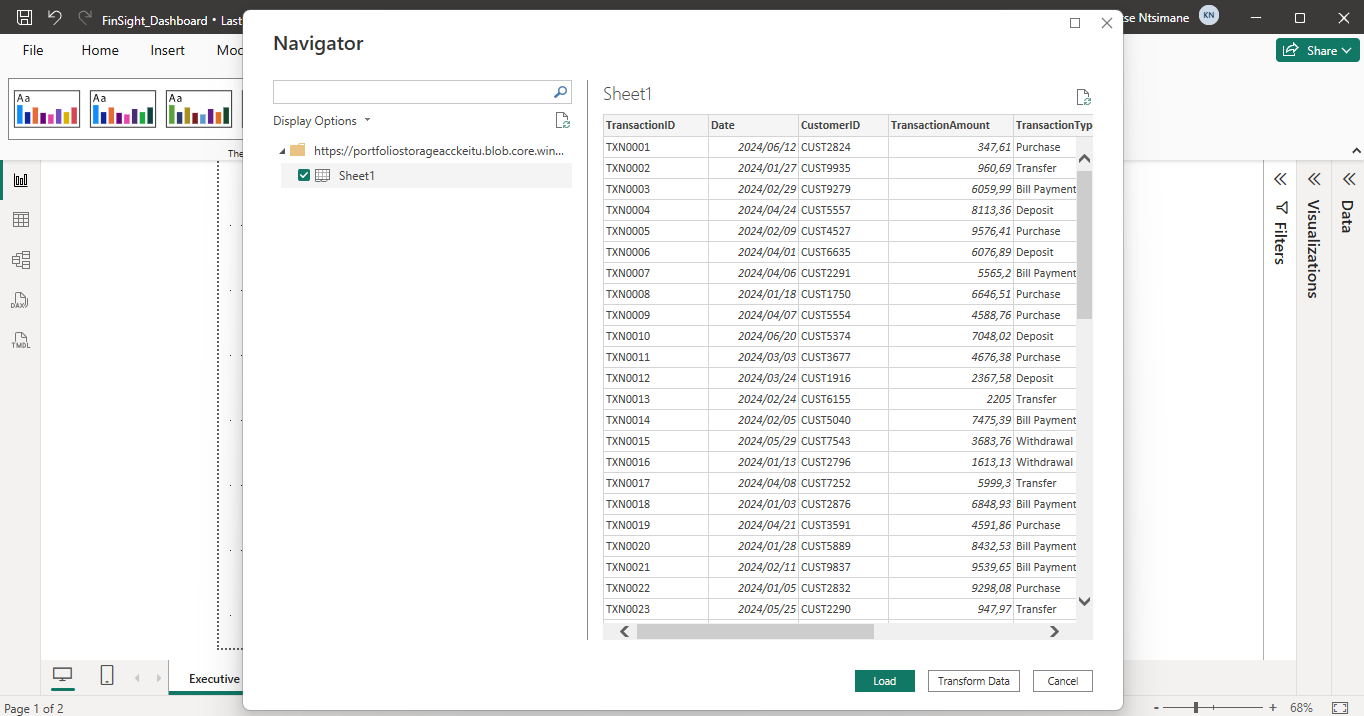 FinSight_Dashboard • Last
se Ntsimane KN
File Home Insert Mod
Share
Aa Aa Aa
The
Navigator
Display Options
https://portfoliostorageacckeitu.blob.core.win...
Sheet1
Sheet1
TransactionID Date CustomerID TransactionAmount TransactionTyp
TXN0001 2024/06/12 CUST2824 347,61 Purchase
TXN0002 2024/01/27 CUST9935 960,69 Transfer
TXN0003 2024/02/29 CUST9279 6059,99 Bill Payment
TXN0004 2024/04/24 CUST5557 8113,36 Deposit
TXN0005 2024/02/09 CUST4527 9576,41 Purchase
TXN0006 2024/04/01 CUST6635 6076,89 Deposit
TXN0007 2024/04/06 CUST2291 5565,2 Bill Payment
TXN0008 2024/01/18 CUST1750 6646,51 Purchase
TXN0009 2024/04/07 CUST5554 4588,76 Purchase
TXN0010 2024/06/20 CUST5374 7048,02 Deposit
TXN0011 2024/03/03 CUST3677 4676,38 Purchase
TXN0012 2024/03/24 CUST1916 2367,58 Deposit
TXN0013 2024/02/24 CUST6155 2205 Transfer
TXN0014 2024/02/05 CUST5040 7475,39 Bill Payment
TXN0015 2024/05/29 CUST7543 3683,76 Withdrawal
TXN0016 2024/01/13 CUST2796 1613,13 Withdrawal
TXN0017 2024/04/08 CUST7252 5999,3 Transfer
TXN0018 2024/01/03 CUST2876 6848,93 Bill Payment
TXN0019 2024/04/21 CUST3591 4591,86 Purchase
TXN0020 2024/01/28 CUST5889 8432,53 Bill Payment
TXN0021 2024/02/11 CUST9837 9539,65 Bill Payment
TXN0022 2024/01/05 CUST2832 9298,08 Purchase
TXN0023 2024/05/25 CUST2290 947,97 Transfer
Load Transform Data Cancel
Filters
Visualizations
Data
DAX
TMDL
Executive
Page 1 of 2
- + 68%